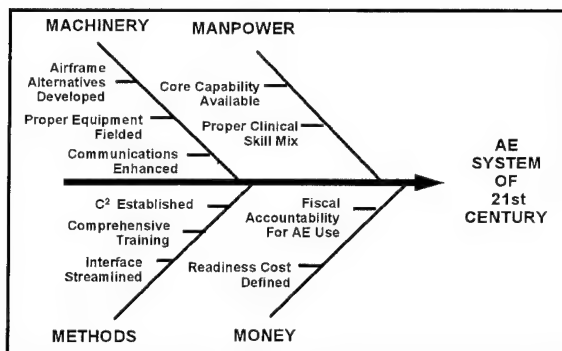 MACHINERY
MANPOWER
Airframe
Alternatives
Developed
Proper Equipment
Fielded
Communications
Enhanced
Core Capability
Available
Proper Clinical
Skill Mix
AE
SYSTEM
OF
21st
CENTURY
C² Established
Comprehensive
Training
Interface
Streamlined
Fiscal
Accountability
For AE Use
Readiness Cost
Defined
METHODS
MONEY